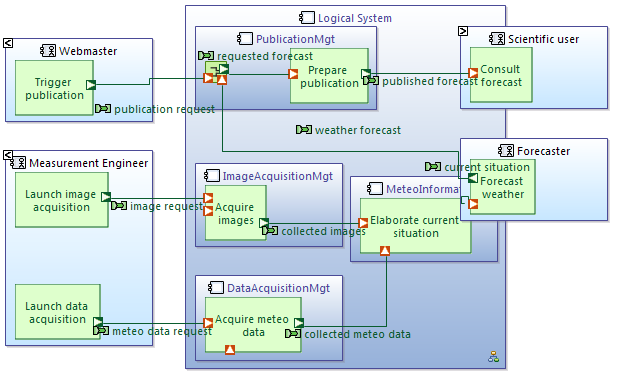 Logical System
Webmaster
Trigger
publication
publication request
PublicationMgt
requested forecast
Prepare
publication
published forecast
Scientific user
Consult
forecast
weather forecast
Measurement Engineer
Launch image
acquisition
image request
ImageAcquisitionMgt
Acquire
images
collected images
MeteoInformat
Elaborate current
situation
current situation
Forecaster
Forecast
weather
Launch data
acquisition
meteo data request
DataAcquisitionMgt
Acquire meteo
data
collected meteo data